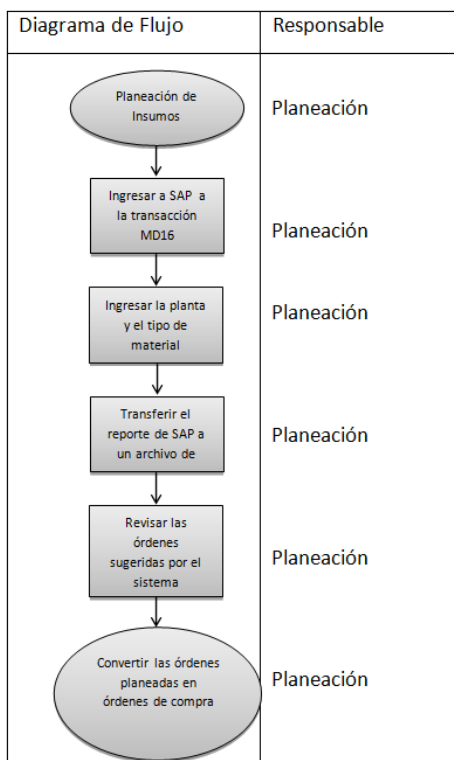 Diagrama de Flujo
Responsable
Planeación de
Insumos
Planeación
Ingresar a SAP a
la transacción
MD16
Planeación
Ingresar la planta
y el tipo de
material
Planeación
Transferir el
reporte de SAP a
un archivo de
Planeación
Revisar las
órdenes
sugeridas por el
sistema
Planeación
Convertir las órdenes
planeadas en
órdenes de compra
Planeación